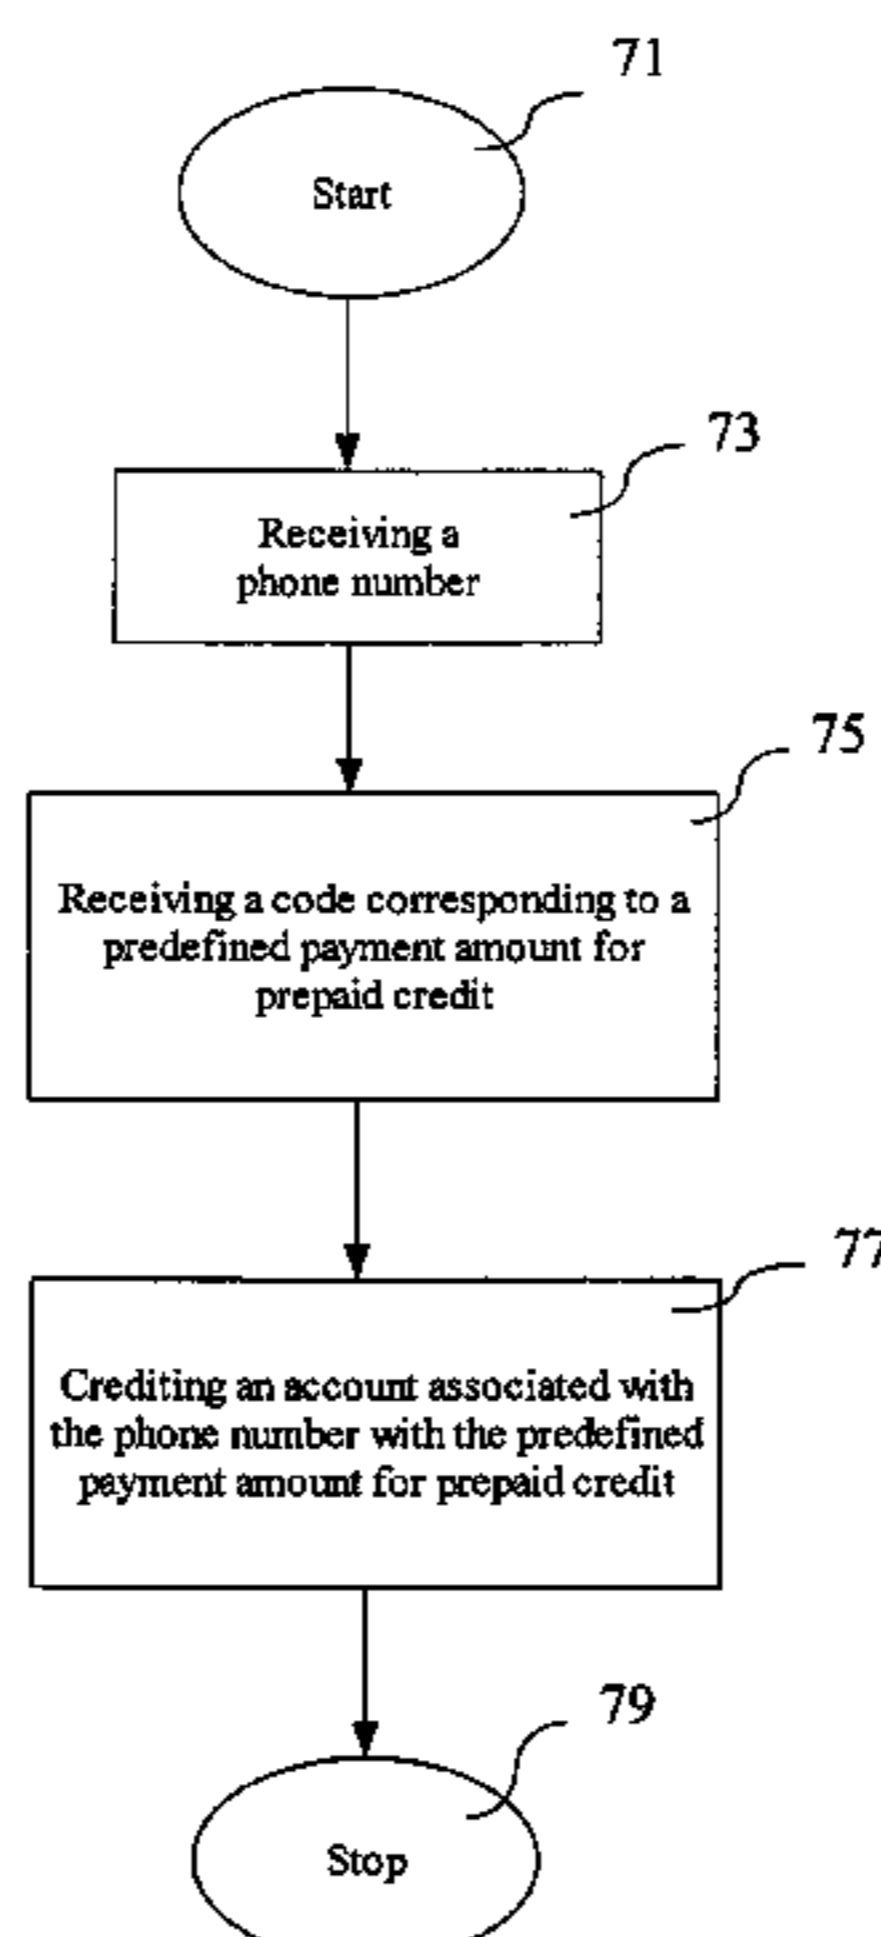 71
Start
73
Receiving a
phone number
75
Receiving a code corresponding to a
predefined payment amount for
prepaid credit
77
Crediting an account associated with
the phone number with the predefined
payment amount for prepaid credit
79
Stop